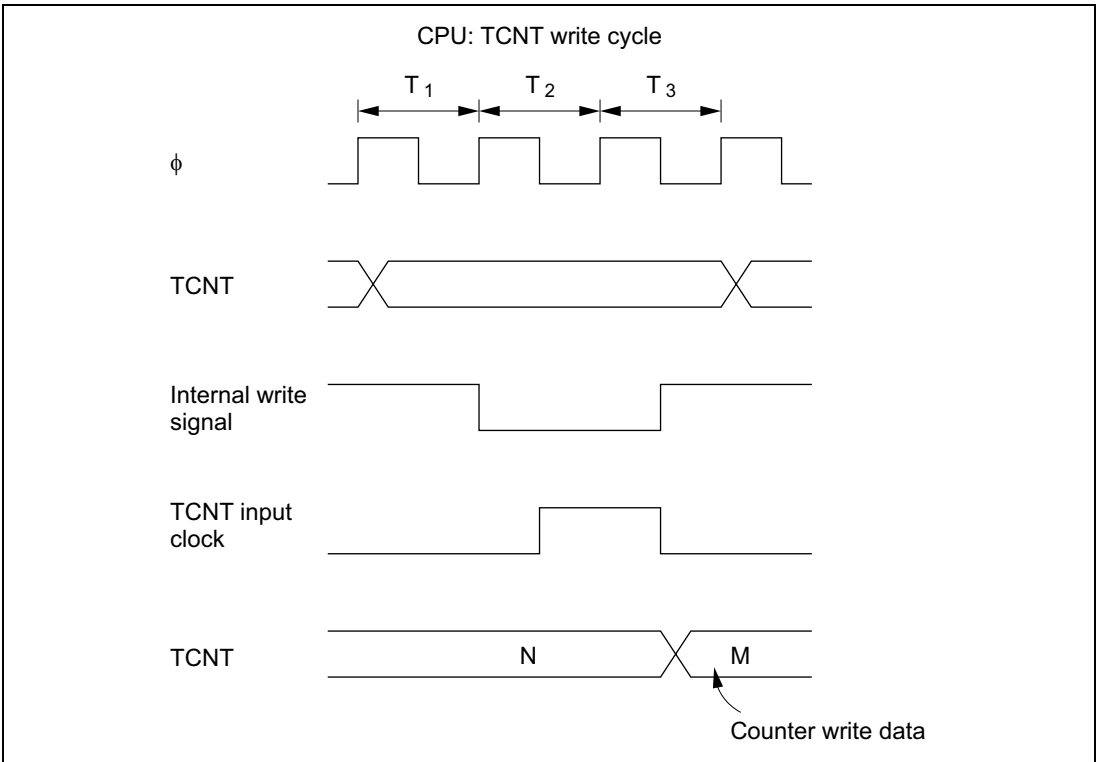 CPU: TCNT write cycle
T1 T2 T3
ϕ
TCNT
Internal write
signal
TCNT input
clock
TCNT
N M
Counter write data